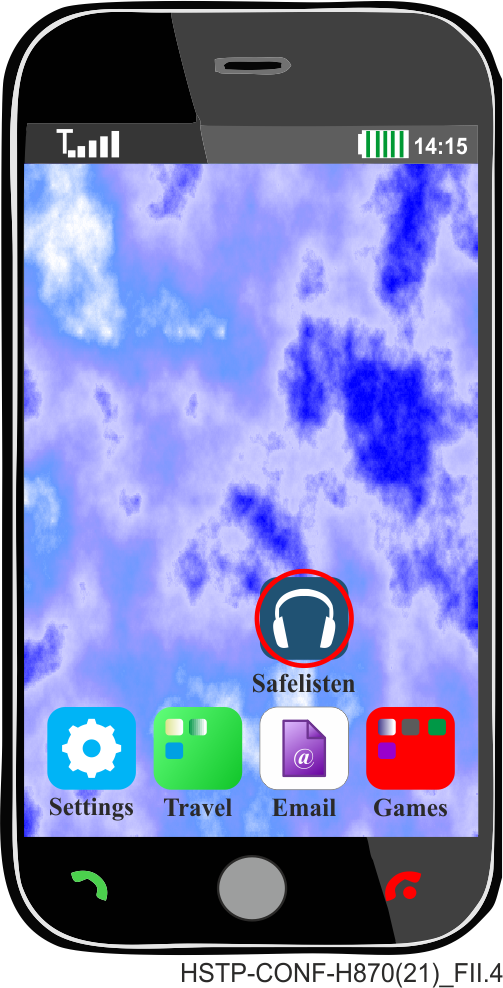 14:15
Safelisten
Settings Travel Email Games
HSTP-CONF-H870(21)_FII.4